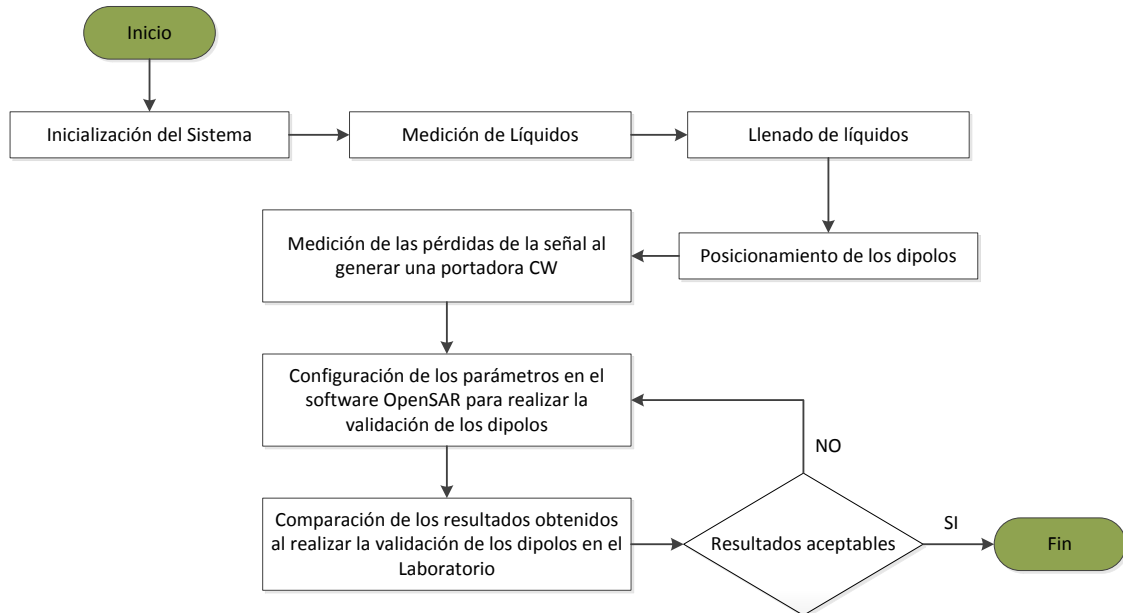 Inicio
Inicialización del Sistema
Medición de Líquidos
Llenado de líquidos
Posicionamiento de los dipolos
Medición de las pérdidas de la señal al
generar una portadora CW
Configuración de los parámetros en el
software OpenSAR para realizar la
validación de los dipolos
NO
Comparación de los resultados obtenidos
al realizar la validación de los dipolos en el
Laboratorio
Resultados aceptables
SI
Fin